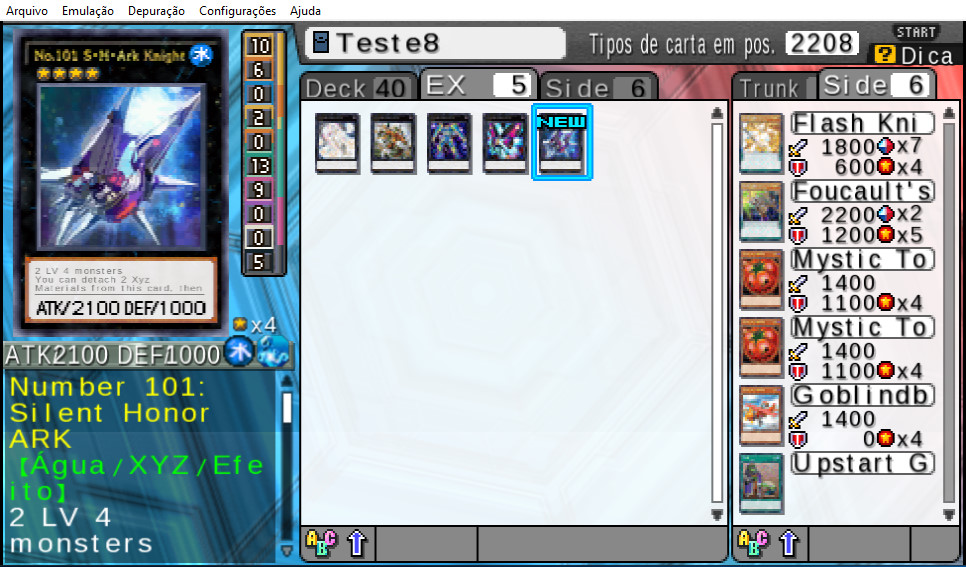 Arquivo Emulação Depuração Configurações Ajuda
No.101 S•H•Ark Knight 水
2 LV 4 monsters
You can detach 2 Xyz
Materials from this card, then
ATK/2100 DEF/1000
x4
ATK2100 DEF1000 水
Number 101:
Silent Honor
ARK
【Água/XYZ/Efe
ito】
2 LV 4
monsters
10
6
0
2
0
13
9
0
0
5
Teste8
Tipos de carta em pos. 2208
START
? Dica
Deck 40 EX 5 Side 6
NEW
ABC
Trunk Side 6
Flash Kni
1800 x7
600 x4
Foucault's
2200 x2
1200 x5
Mystic To
1400
1100 x4
Mystic To
1400
1100 x4
Goblindb
1400
0 x4
Upstart G
ABC